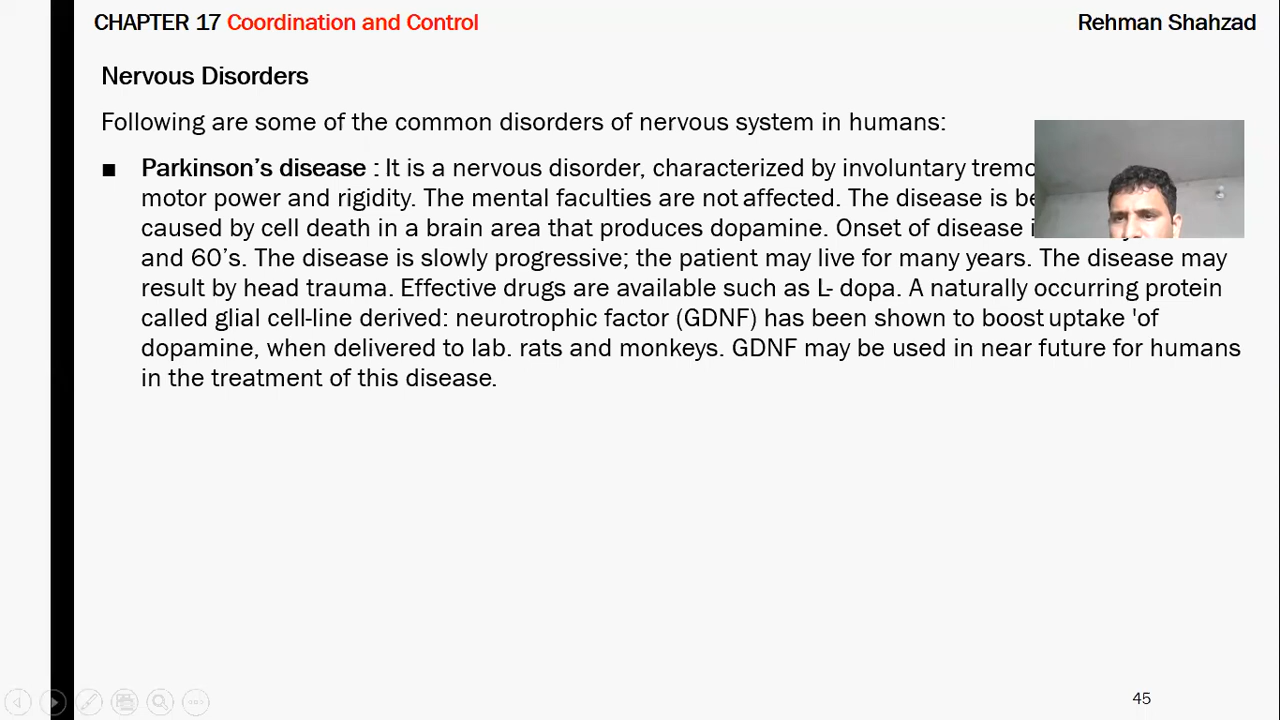 CHAPTER 17 Coordination and Control
Rehman Shahzad
Nervous Disorders
Following are some of the common disorders of nervous system in humans:
■ Parkinson's disease : It is a nervous disorder, characterized by involuntary
motor power and rigidity. The mental faculties are not affected. The disease is
caused by cell death in a brain area that produces dopamine. Onset of disease
and 60's. The disease is slowly progressive; the patient may live for many years. The disease may
result by head trauma. Effective drugs are available such as L- dopa. A naturally occurring protein
called glial cell-line derived: neurotrophic factor (GDNF) has been shown to boost uptake 'of
dopamine, when delivered to lab. rats and monkeys. GDNF may be used in near future for humans
in the treatment of this disease.
45